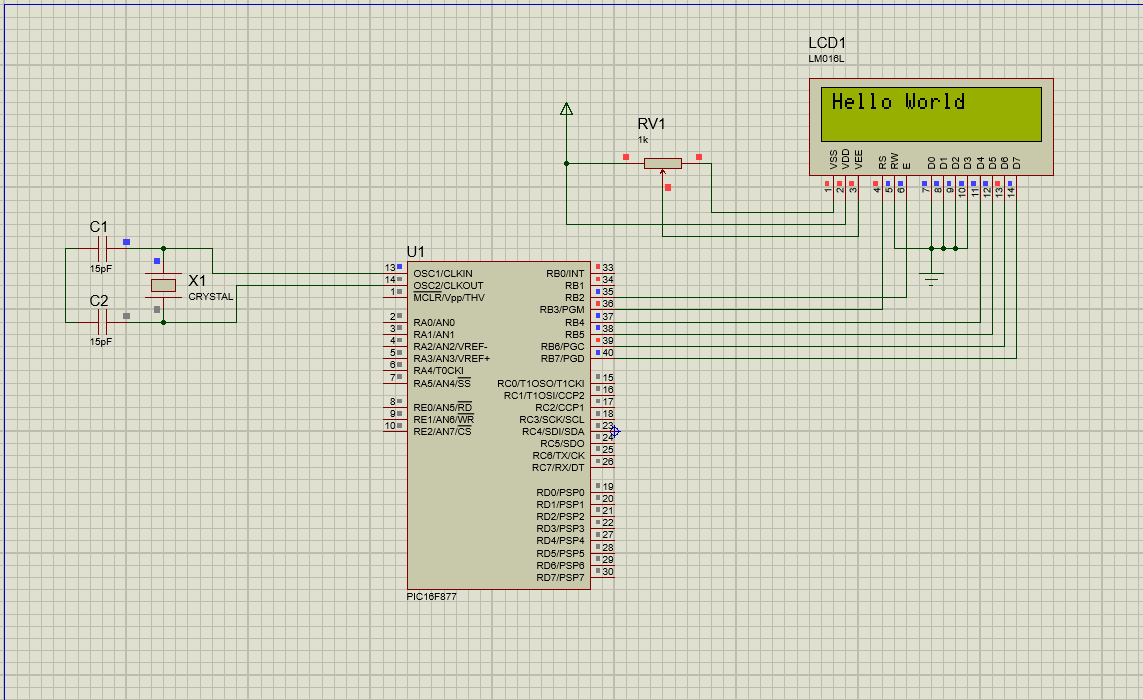 LCD1
LM016L
Hello World
VSS VDD VEE RS RW E D0 D1 D2 D3 D4 D5 D6 D7
1 2 3 4 5 6 7 8 9 10 11 12 13 14
RV1
1k
C1
15pF
X1
CRYSTAL
C2
15pF
U1
13 OSC1/CLKIN RB0/INT 33
14 OSC2/CLKOUT RB1 34
1 MCLR/Vpp/THV RB2 35
RB3/PGM 36
2 RA0/AN0 RB4 37
3 RA1/AN1 RB5 38
4 RA2/AN2/VREF- RB6/PGC 39
5 RA3/AN3/VREF+ RB7/PGD 40
6 RA4/T0CKI
7 RA5/AN4/SS RC0/T1OSO/T1CKI 15
RC1/T1OSI/CCP2 16
8 RE0/AN5/RD RC2/CCP1 17
9 RE1/AN6/WR RC3/SCK/SCL 18
10 RE2/AN7/CS RC4/SDI/SDA 23
RC5/SDO 24
RC6/TX/CK 25
RC7/RX/DT 26
RD0/PSP0 19
RD1/PSP1 20
RD2/PSP2 21
RD3/PSP3 22
RD4/PSP4 27
RD5/PSP5 28
RD6/PSP6 29
RD7/PSP7 30
PIC16F877